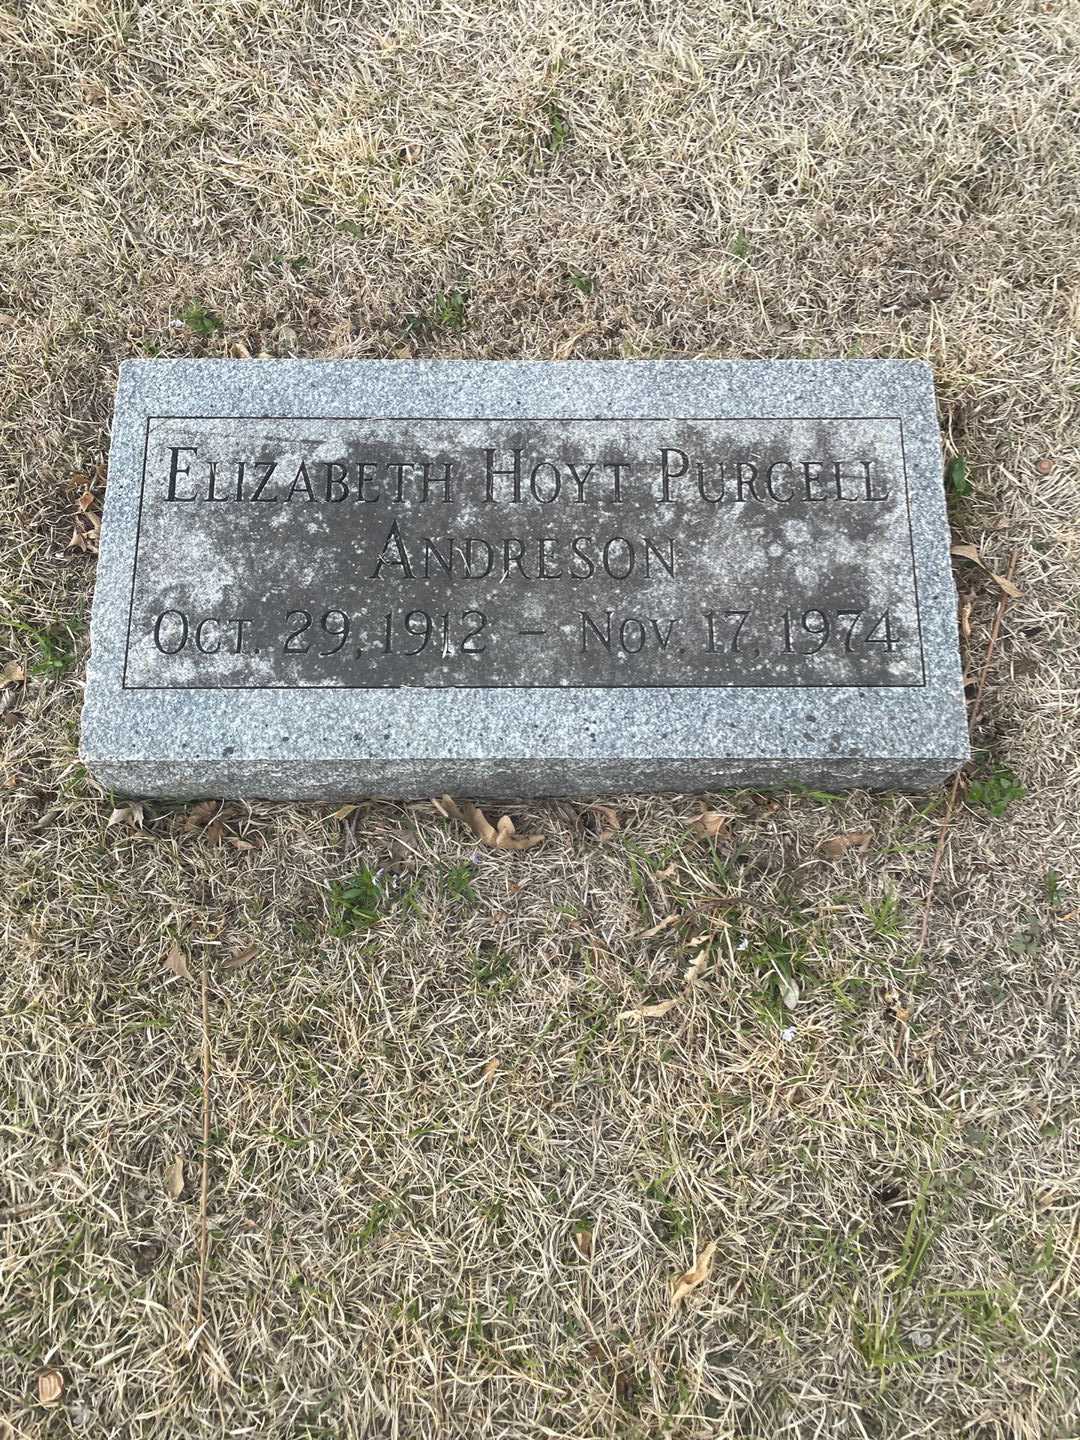 Elizabeth Hoyt Purcell
Andreson
Oct. 29, 1912 – Nov. 17, 1974